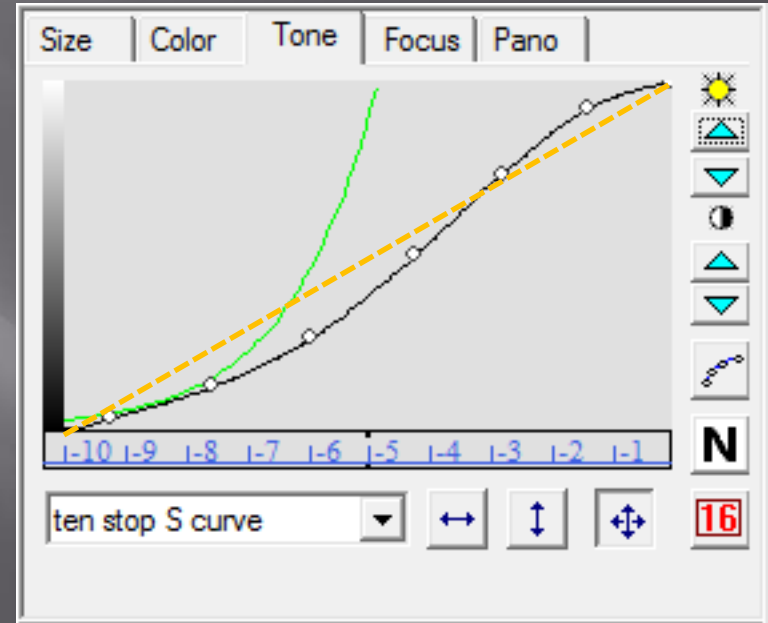 Size Color Tone Focus Pano
-10 -9 -8 -7 -6 -5 -4 -3 -2 -1
N
ten stop S curve
16